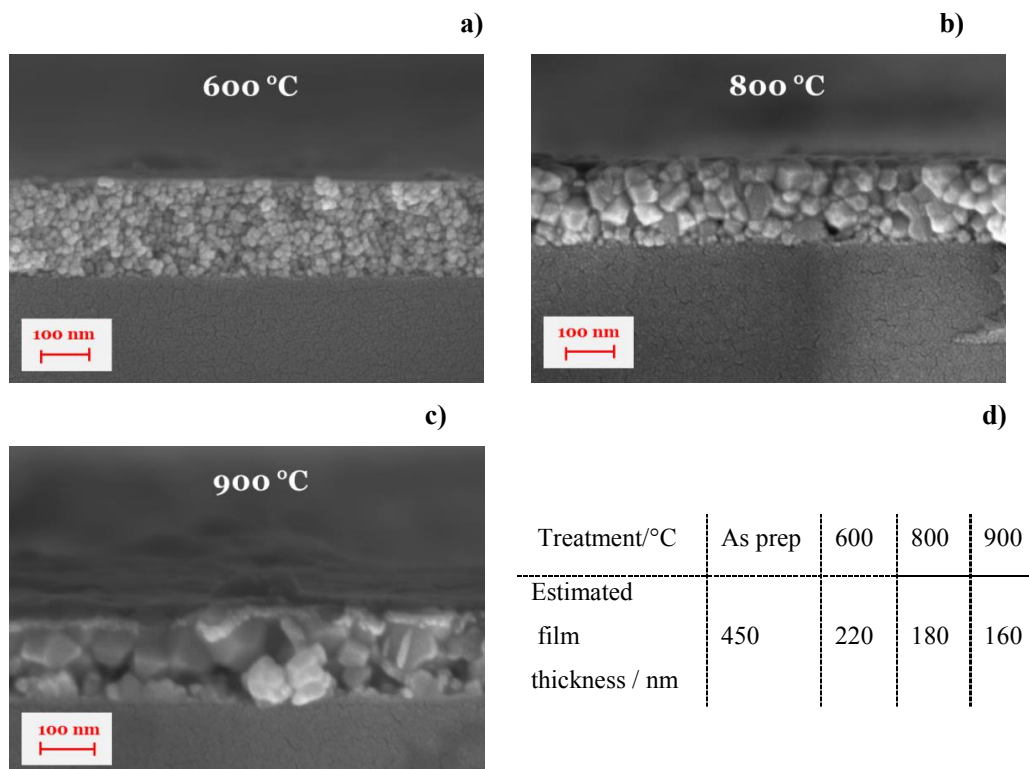 a)
b)
600 °C
800 °C
100 nm
100 nm
c)
d)
900 °C
100 nm
Treatment/°C As prep 600 800 900
Estimated
film
thickness / nm
450 220 180 160